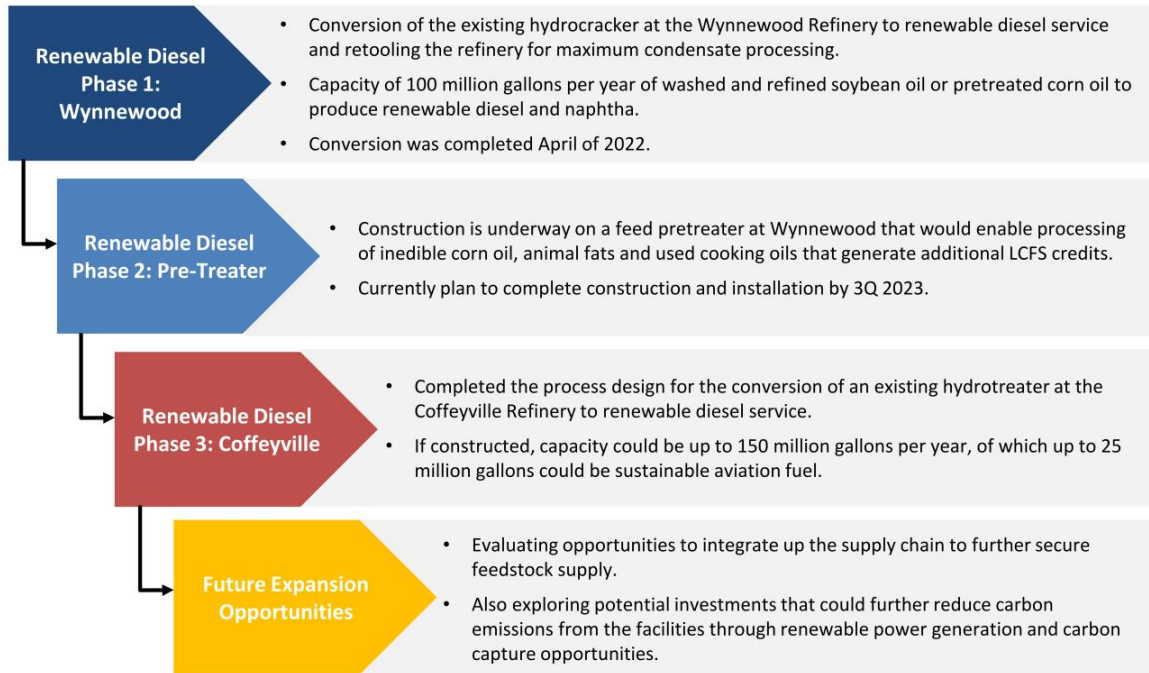 Renewable Diesel
Phase 1:
Wynnewood
• Conversion of the existing hydrocracker at the Wynnewood Refinery to renewable diesel service
and retooling the refinery for maximum condensate processing.
• Capacity of 100 million gallons per year of washed and refined soybean oil or pretreated corn oil to
produce renewable diesel and naphtha.
• Conversion was completed April of 2022.
Renewable Diesel
Phase 2: Pre-Treater
• Construction is underway on a feed pretreater at Wynnewood that would enable processing
of inedible corn oil, animal fats and used cooking oils that generate additional LCFS credits.
• Currently plan to complete construction and installation by 3Q 2023.
Renewable Diesel
Phase 3: Coffeyville
• Completed the process design for the conversion of an existing hydrotreater at the
Coffeyville Refinery to renewable diesel service.
• If constructed, capacity could be up to 150 million gallons per year, of which up to 25
million gallons could be sustainable aviation fuel.
Future Expansion
Opportunities
• Evaluating opportunities to integrate up the supply chain to further secure
feedstock supply.
• Also exploring potential investments that could further reduce carbon
emissions from the facilities through renewable power generation and carbon
capture opportunities.